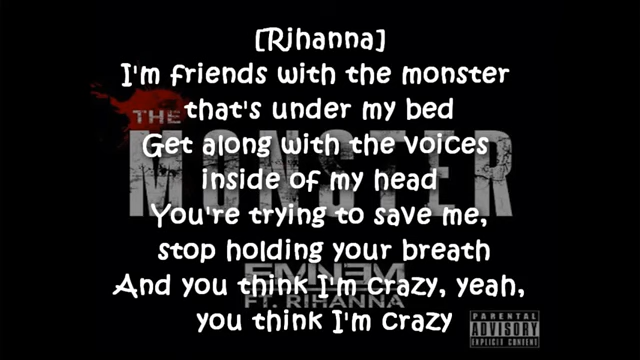 [Rihanna]
I'm friends with the monster
that's under my bed
THE
Get along with the voices
MONSTER
inside of my head
You're trying to save me,
stop holding your breath
EMINEM
And you think I'm crazy, yeah,
FT. RIHANNA
you think I'm crazy
PARENTAL
ADVISORY
EXPLICIT CONTENT